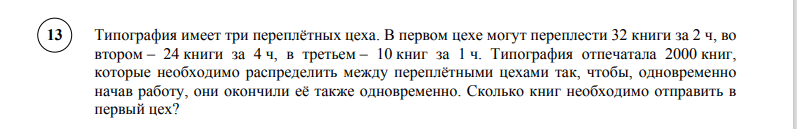 13 Типография имеет три переплётных цеха. В первом цехе могут переплести 32 книги за 2 ч, во
втором – 24 книги за 4 ч, в третьем – 10 книг за 1 ч. Типография отпечатала 2000 книг,
которые необходимо распределить между переплётными цехами так, чтобы, одновременно
начав работу, они окончили её также одновременно. Сколько книг необходимо отправить в
первый цех?